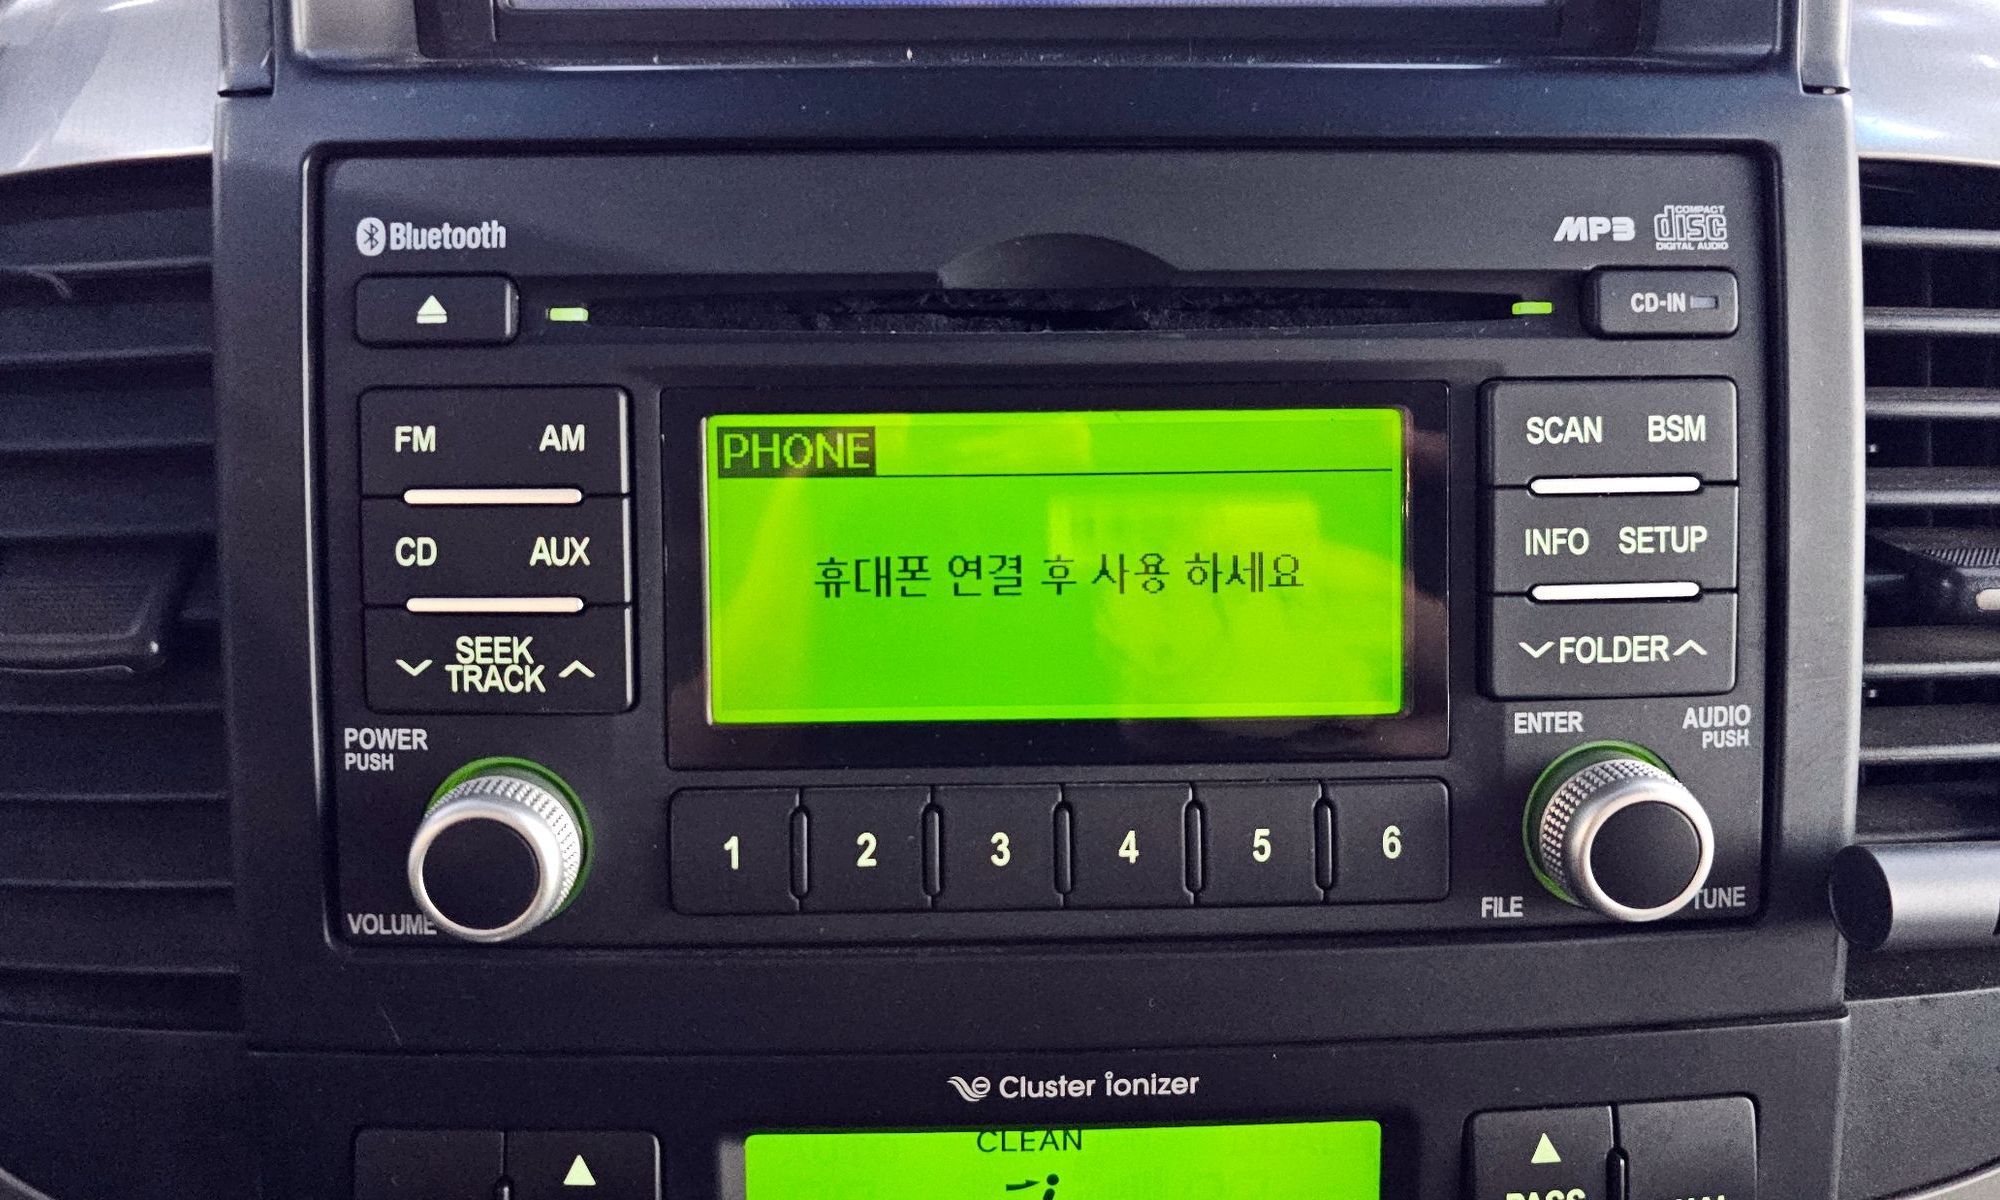 Bluetooth
MP3
COMPACT
disc
DIGITAL AUDIO
CD-IN
FM AM
SCAN BSM
PHONE
CD AUX
INFO SETUP
휴대폰 연결 후 사용 하세요
SEEK
TRACK
FOLDER
POWER
PUSH
ENTER
AUDIO
PUSH
1 2 3 4 5 6
VOLUME
FILE
TUNE
Cluster ionizer
CLEAN
PASS